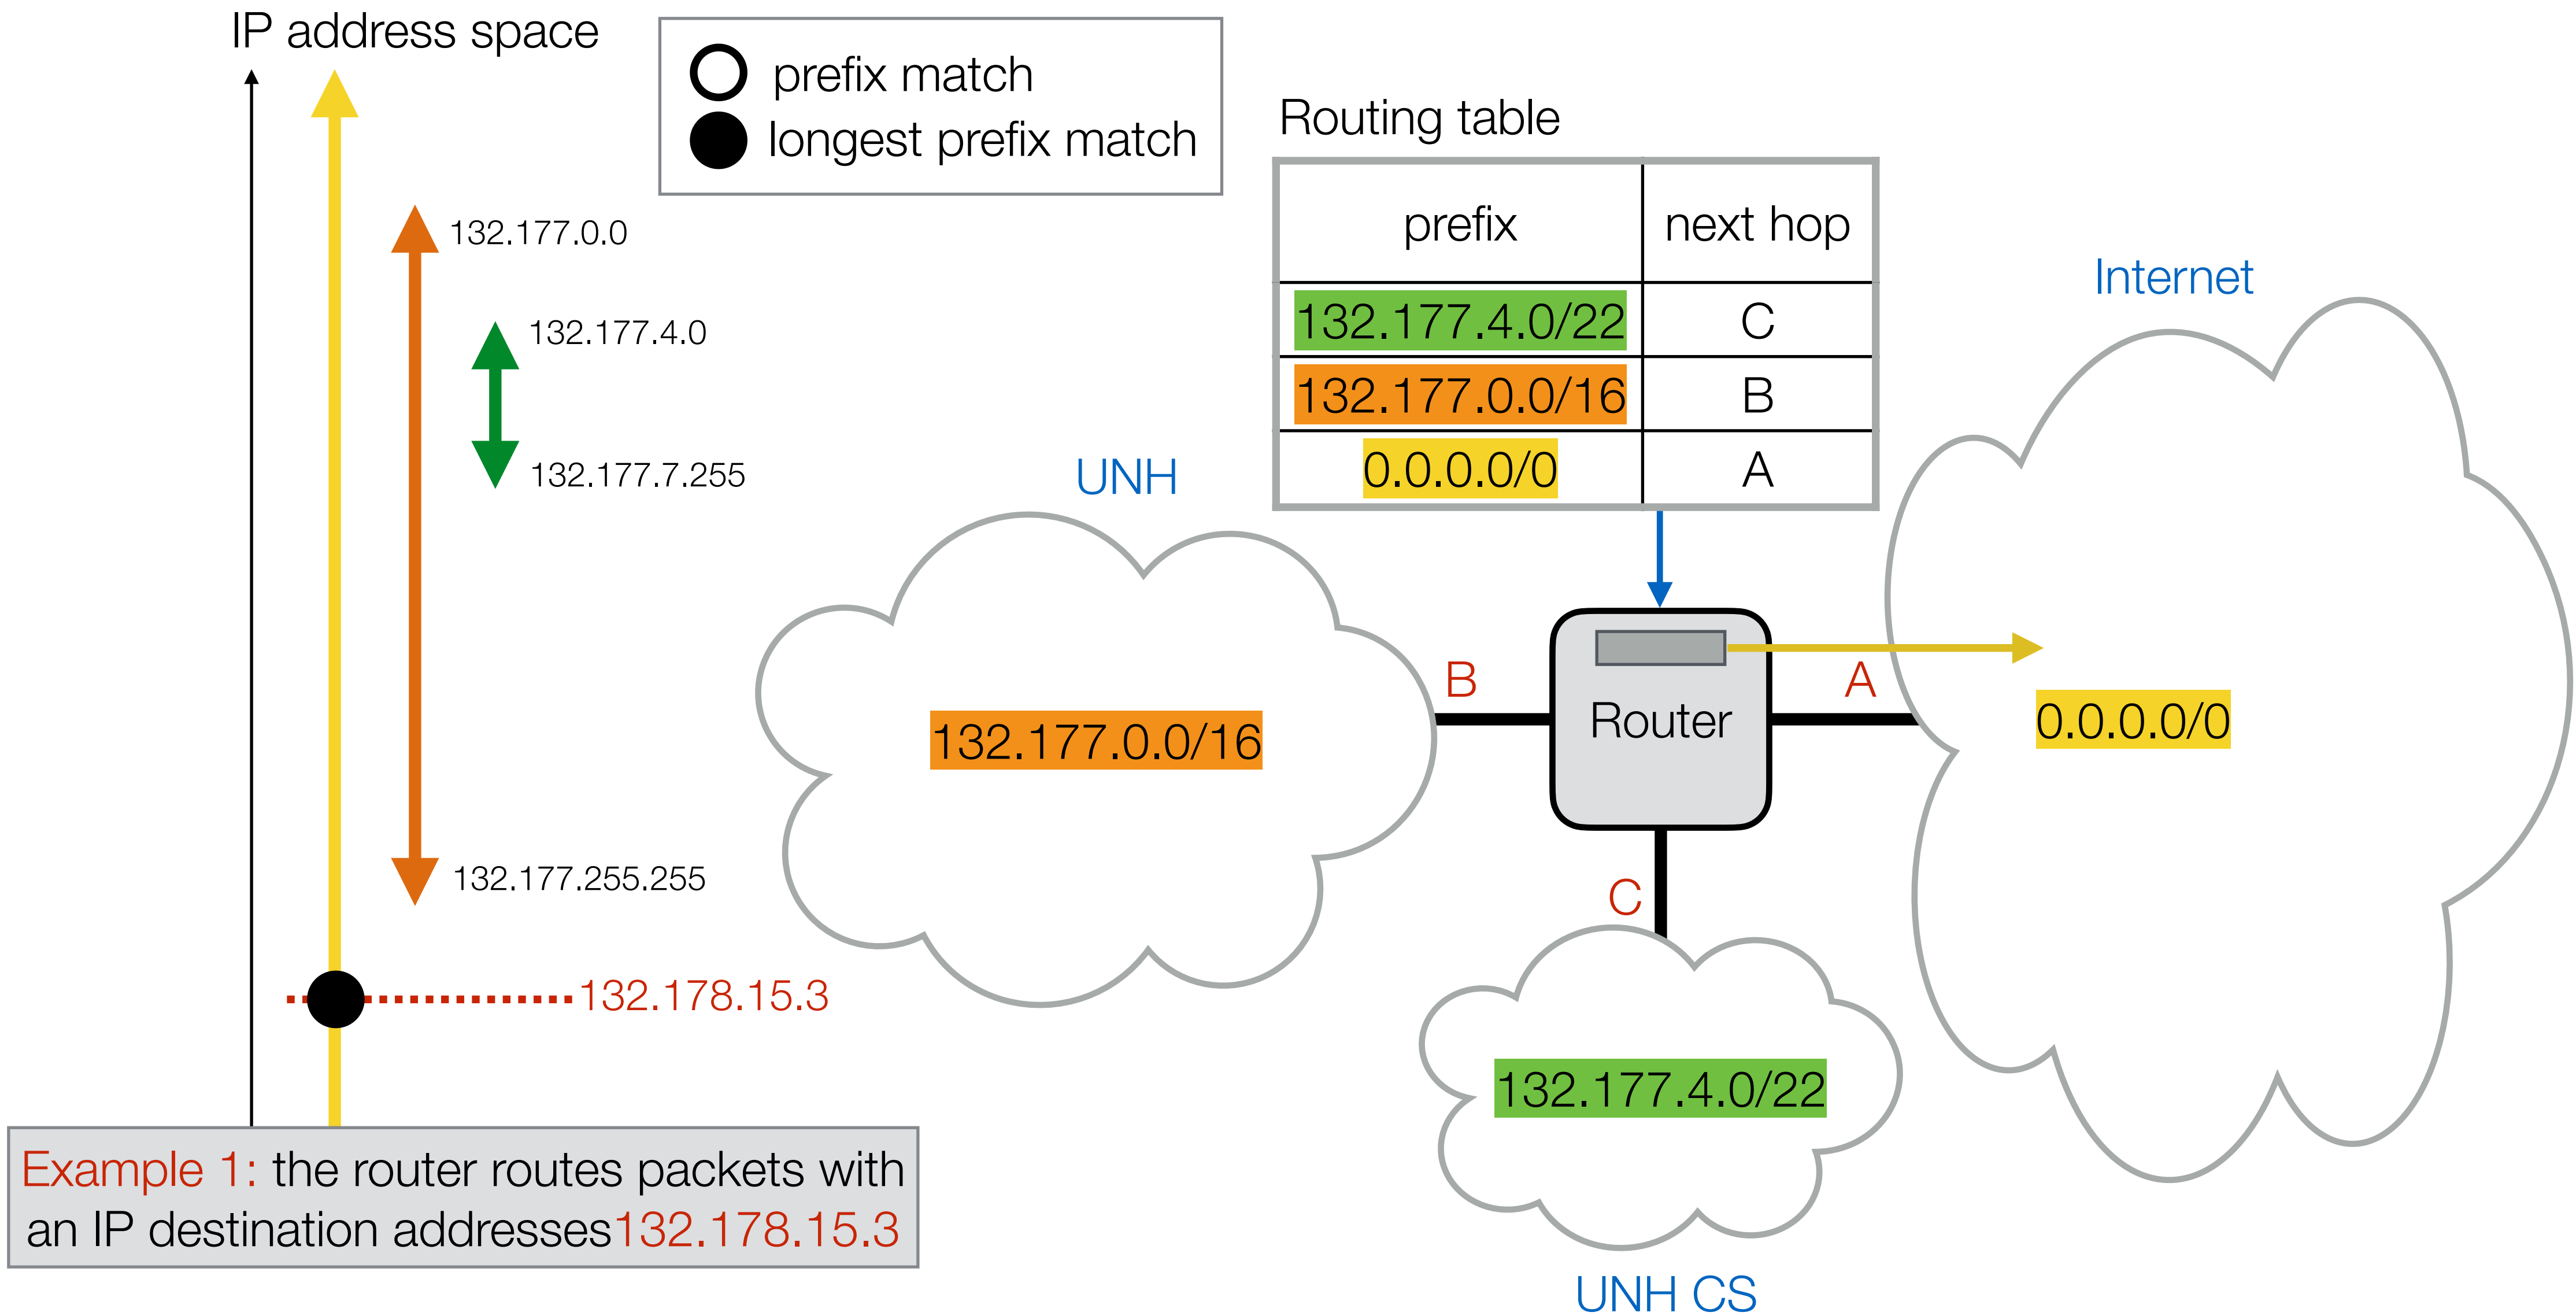 IP address space
prefix match
longest prefix match
132.177.0.0
132.177.4.0
132.177.7.255
132.177.255.255
132.178.15.3
Example 1: the router routes packets with
an IP destination addresses132.178.15.3
Routing table
prefix next hop
132.177.4.0/22 C
132.177.0.0/16 B
0.0.0.0/0 A
UNH
132.177.0.0/16
B
Router
A
C
Internet
0.0.0.0/0
132.177.4.0/22
UNH CS